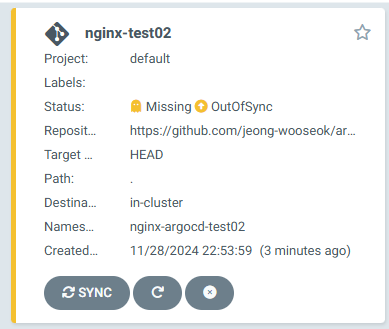 nginx-test02
Project: default
Labels:
Status: Missing OutOfSync
Reposit... https://github.com/jeong-wooseok/ar...
Target ... HEAD
Path: .
Destina... in-cluster
Names... nginx-argocd-test02
Created... 11/28/2024 22:53:59 (3 minutes ago)
SYNC